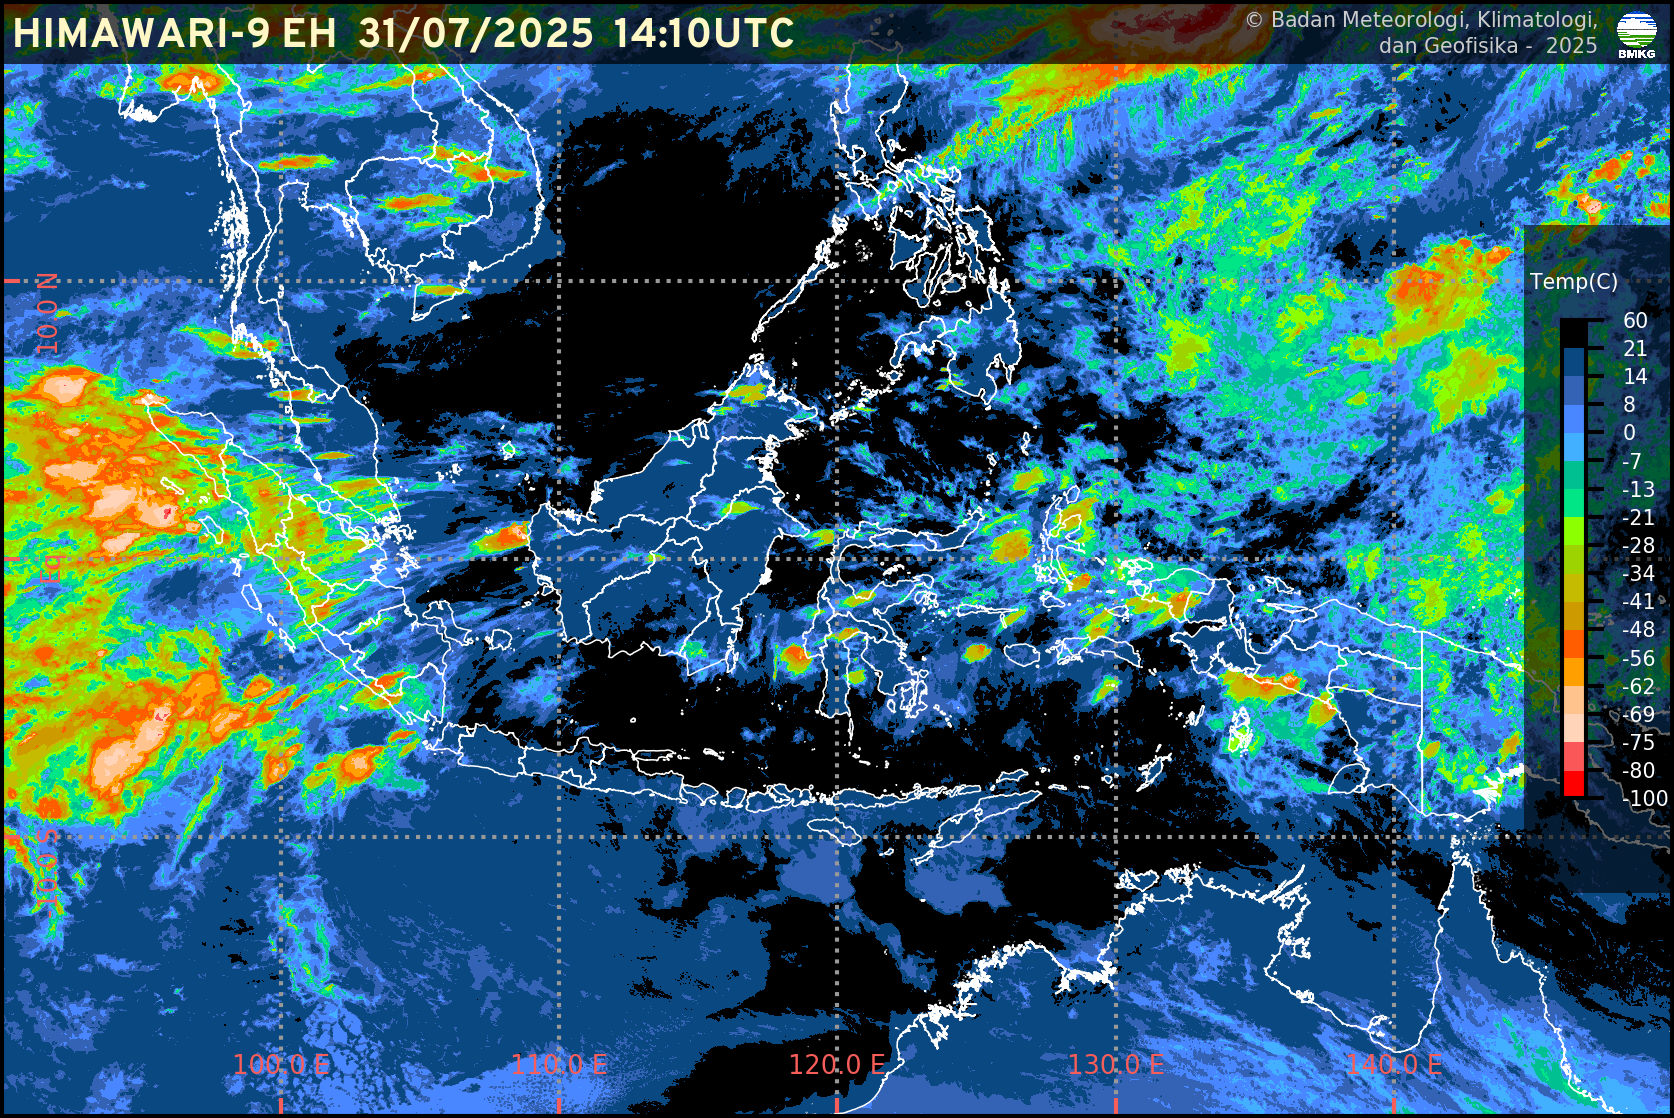 HIMAWARI-9 EH 31/07/2025 14:10UTC
© Badan Meteorologi, Klimatologi,
dan Geofisika - 2025
BMKG
10.0 N
Eq
-10.0 S
Temp(C)
60
21
14
8
0
-7
-13
-21
-28
-34
-41
-48
-56
-62
-69
-75
-80
-100
100.0 E
110.0 E
120.0 E
130.0 E
140.0 E